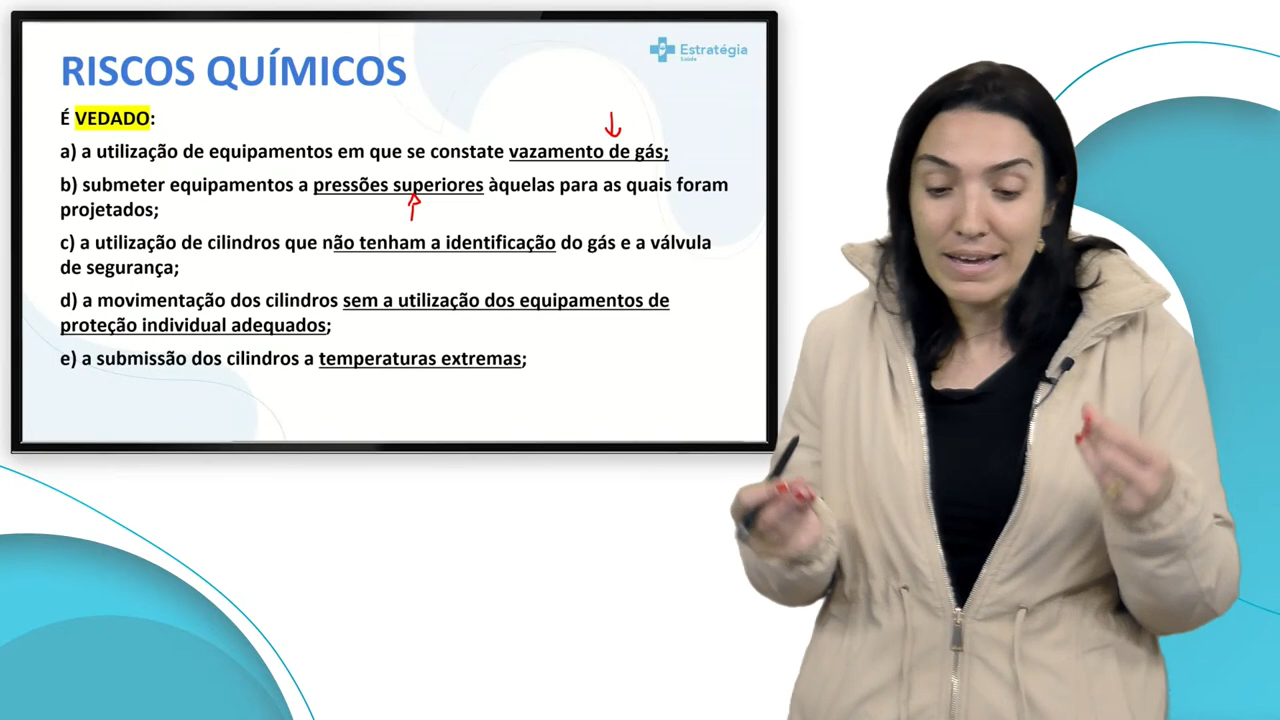 RISCOS QUÍMICOS
Estratégia
Saúde
É VEDADO:
a) a utilização de equipamentos em que se constate vazamento de gás;
b) submeter equipamentos a pressões superiores àquelas para as quais foram
projetados;
c) a utilização de cilindros que não tenham a identificação do gás e a válvula
de segurança;
d) a movimentação dos cilindros sem a utilização dos equipamentos de
proteção individual adequados;
e) a submissão dos cilindros a temperaturas extremas;